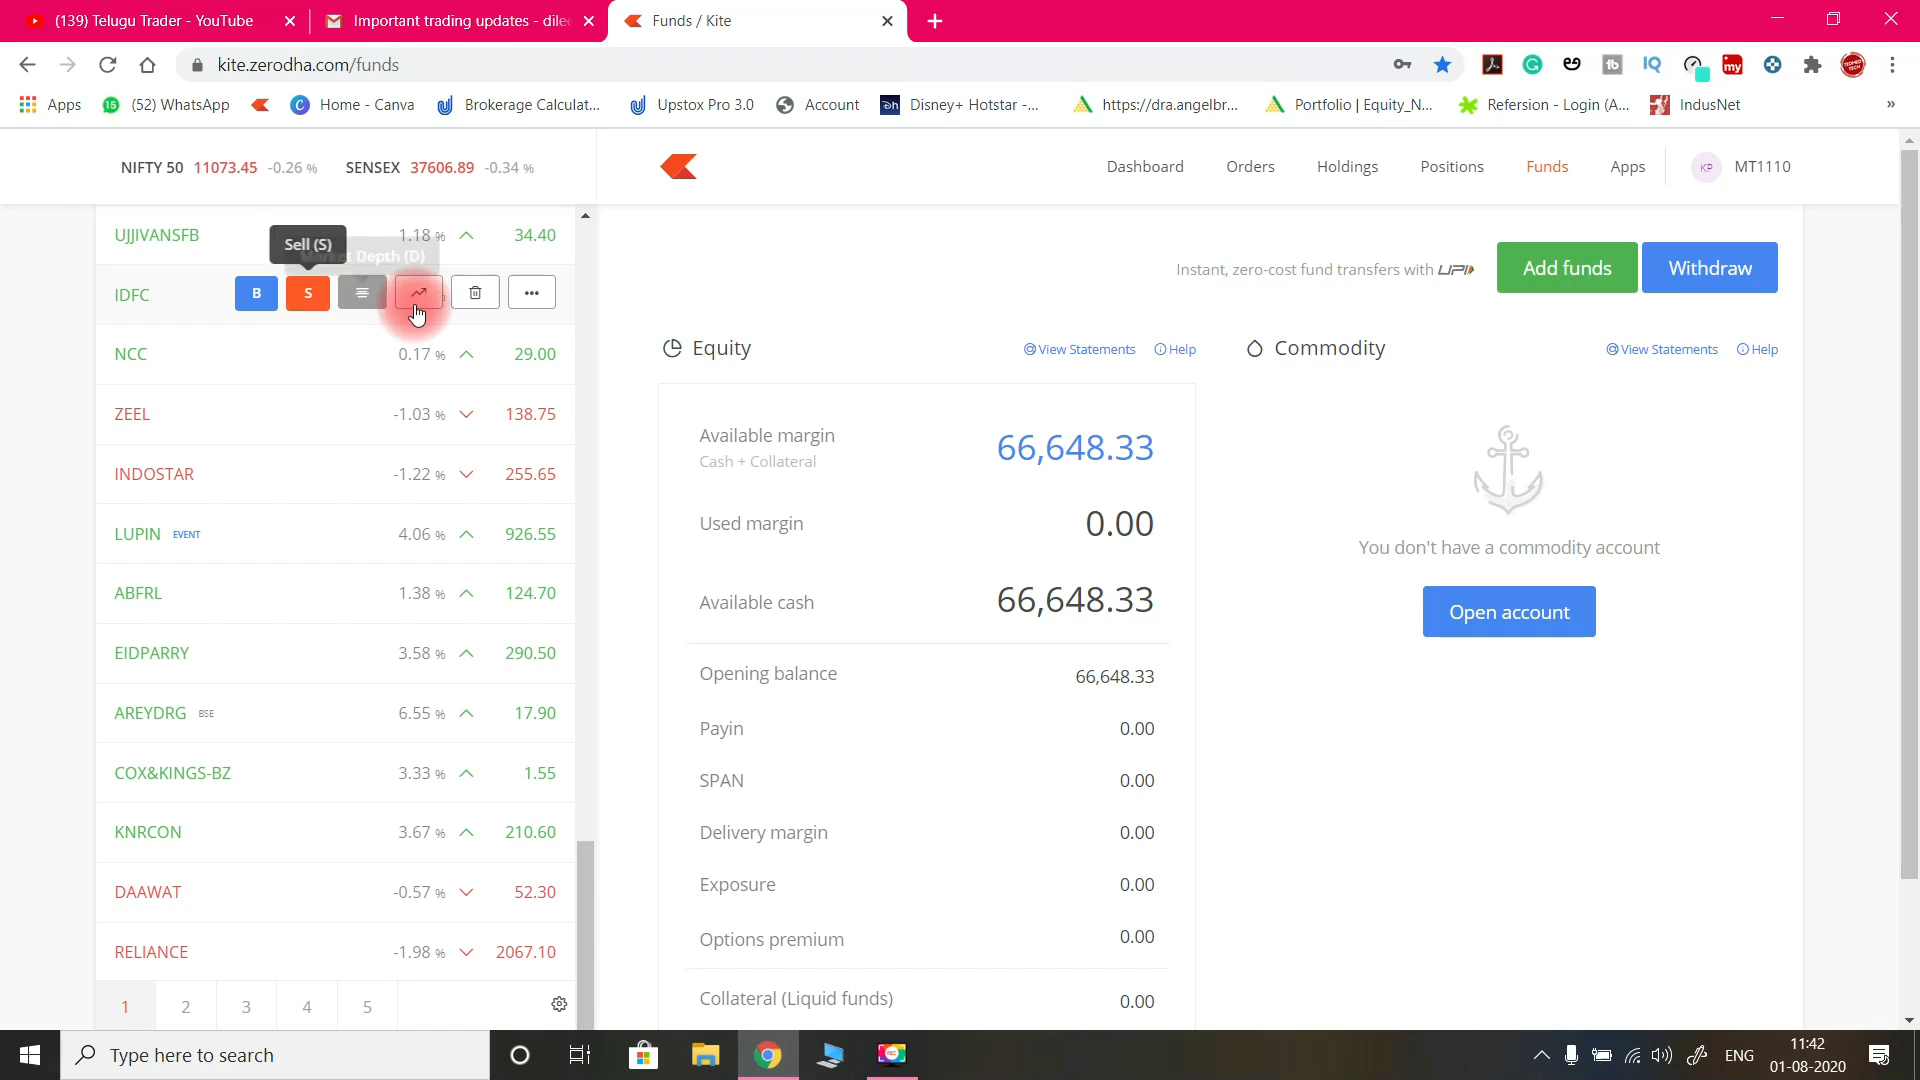 (139) Telugu Trader - YouTube
Important trading updates - dilee
Funds / Kite
kite.zerodha.com/funds
Apps
(52) WhatsApp
Home - Canva
Brokerage Calculat...
Upstox Pro 3.0
Account
Disney+ Hotstar -...
https://dra.angelbr...
Portfolio | Equity_N...
Refersion - Login (A...
IndusNet
»
NIFTY 50 11073.45 -0.26 %
SENSEX 37606.89 -0.34 %
Dashboard
Orders
Holdings
Positions
Funds
Apps
KP
MT1110
UJJIVANSFB 1.18 % 34.40
Sell (S)
Market Depth (D)
IDFC B S
NCC 0.17 % 29.00
ZEEL -1.03 % 138.75
INDOSTAR -1.22 % 255.65
LUPIN EVENT 4.06 % 926.55
ABFRL 1.38 % 124.70
EIDPARRY 3.58 % 290.50
AREYDRG BSE 6.55 % 17.90
COX&KINGS-BZ 3.33 % 1.55
KNRCON 3.67 % 210.60
DAAWAT -0.57 % 52.30
RELIANCE -1.98 % 2067.10
1 2 3 4 5
Instant, zero-cost fund transfers with UPI
Add funds
Withdraw
Equity
View Statements
Help
Available margin 66,648.33
Cash + Collateral
Used margin 0.00
Available cash 66,648.33
Opening balance 66,648.33
Payin 0.00
SPAN 0.00
Delivery margin 0.00
Exposure 0.00
Options premium 0.00
Collateral (Liquid funds) 0.00
Commodity
View Statements
Help
You don't have a commodity account
Open account
Type here to search
ENG
11:42
01-08-2020